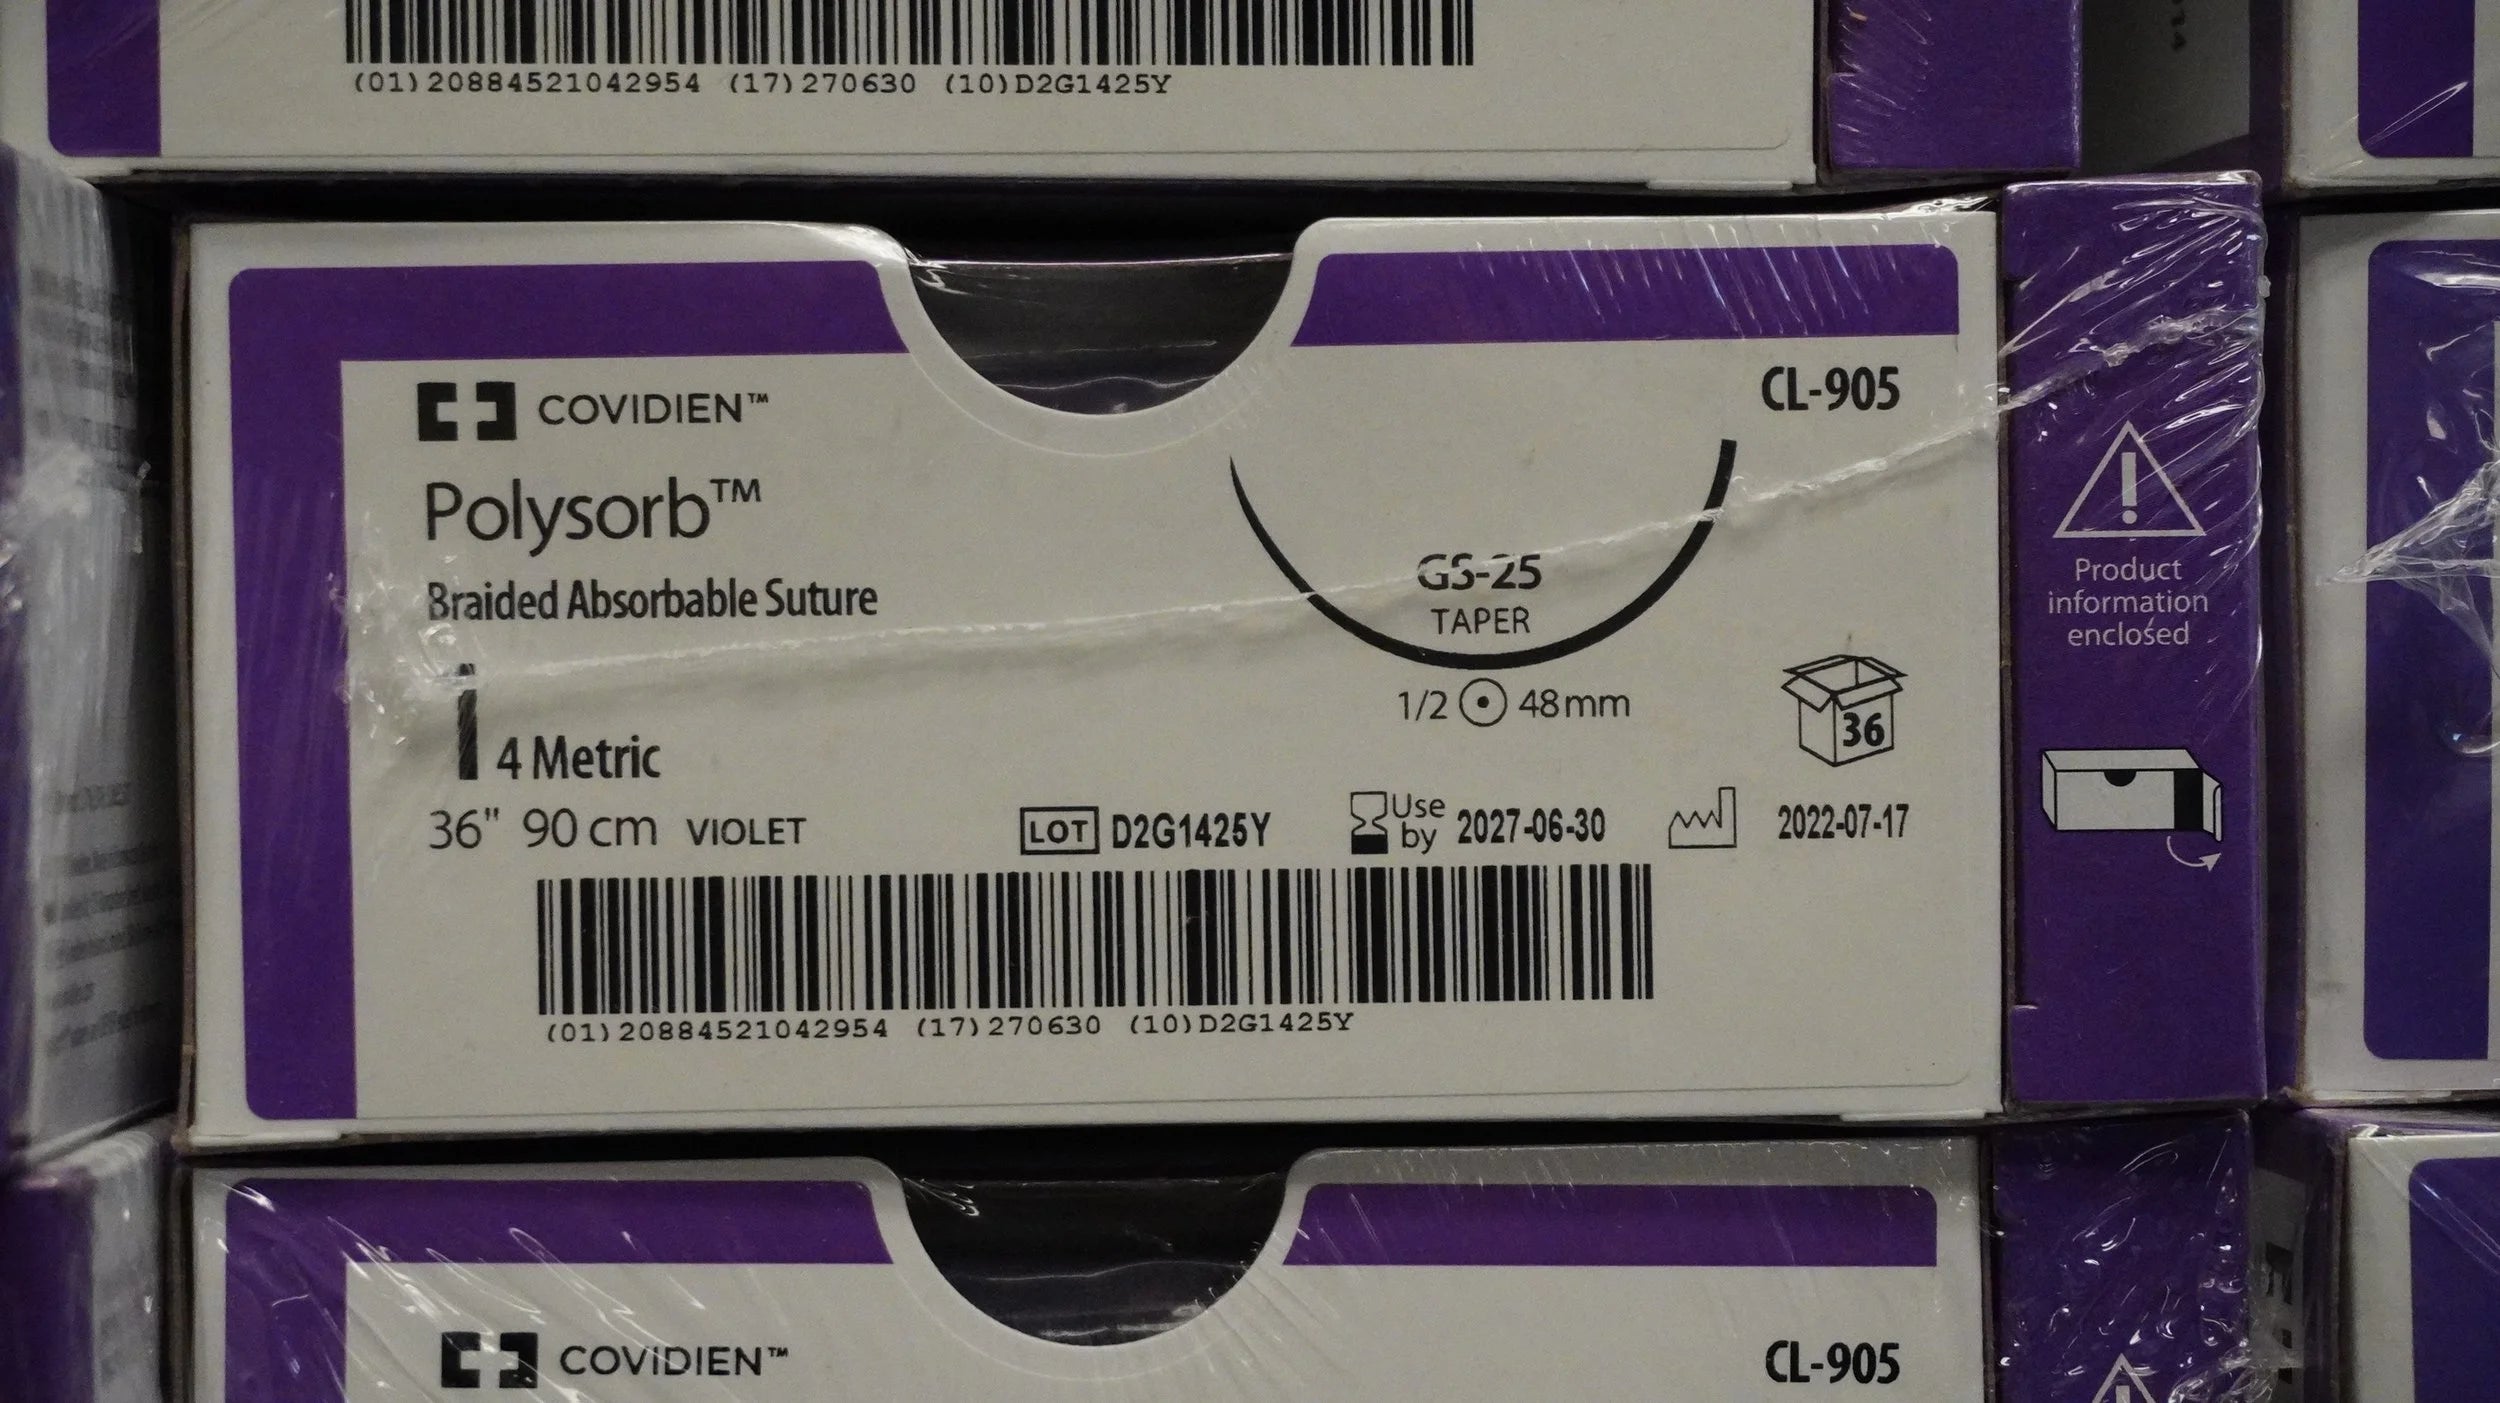 (01)20884521042954 (17)270630 (10)D2G1425Y
COVIDIEN™
CL-905
Polysorb™
Braided Absorbable Suture
GS-25
TAPER
1/2 48mm
1 4 Metric
36
36" 90 cm VIOLET
LOT D2G1425Y
Use by 2027-06-30
2022-07-17
(01)20884521042954 (17)270630 (10)D2G1425Y
Product
information
enclosed
COVIDIEN™
CL-905